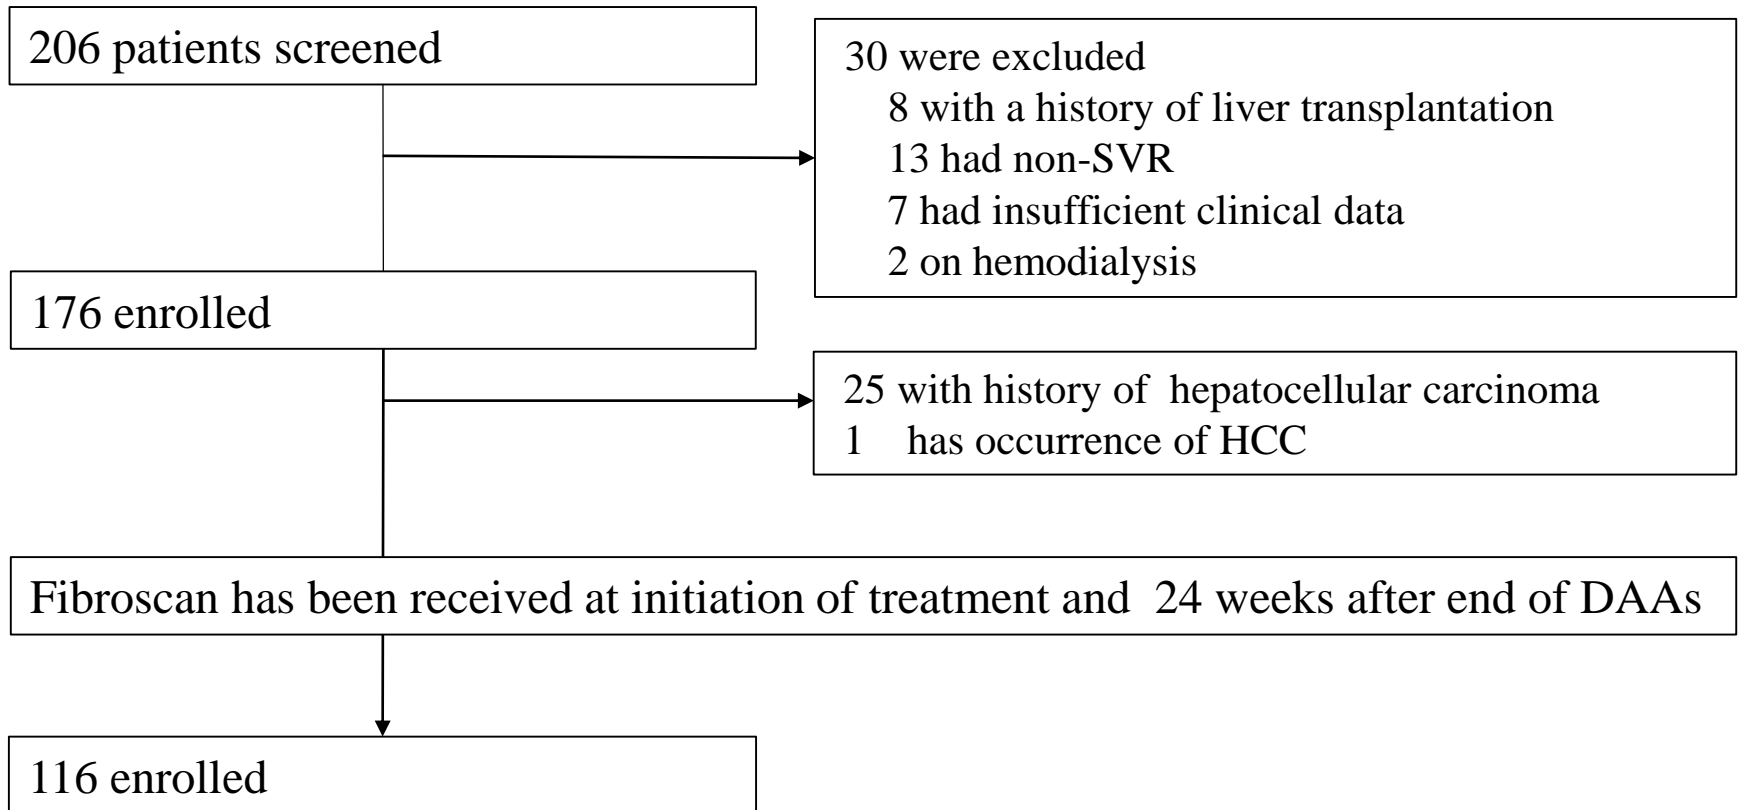 206 patients screened
30 were excluded
8 with a history of liver transplantation
13 had non-SVR
7 had insufficient clinical data
2 on hemodialysis
176 enrolled
25 with history of hepatocellular carcinoma
1 has occurrence of HCC
Fibroscan has been received at initiation of treatment and 24 weeks after end of DAAs
116 enrolled